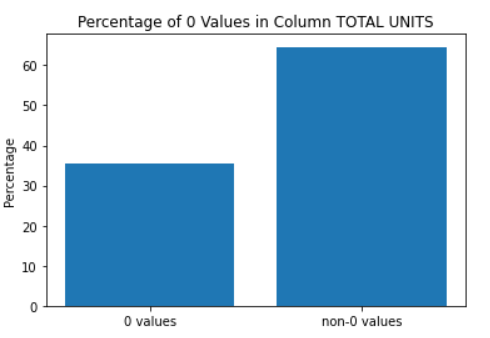 Percentage of 0 Values in Column TOTAL UNITS
Percentage
60
50
40
30
20
10
0
0 values
non-0 values